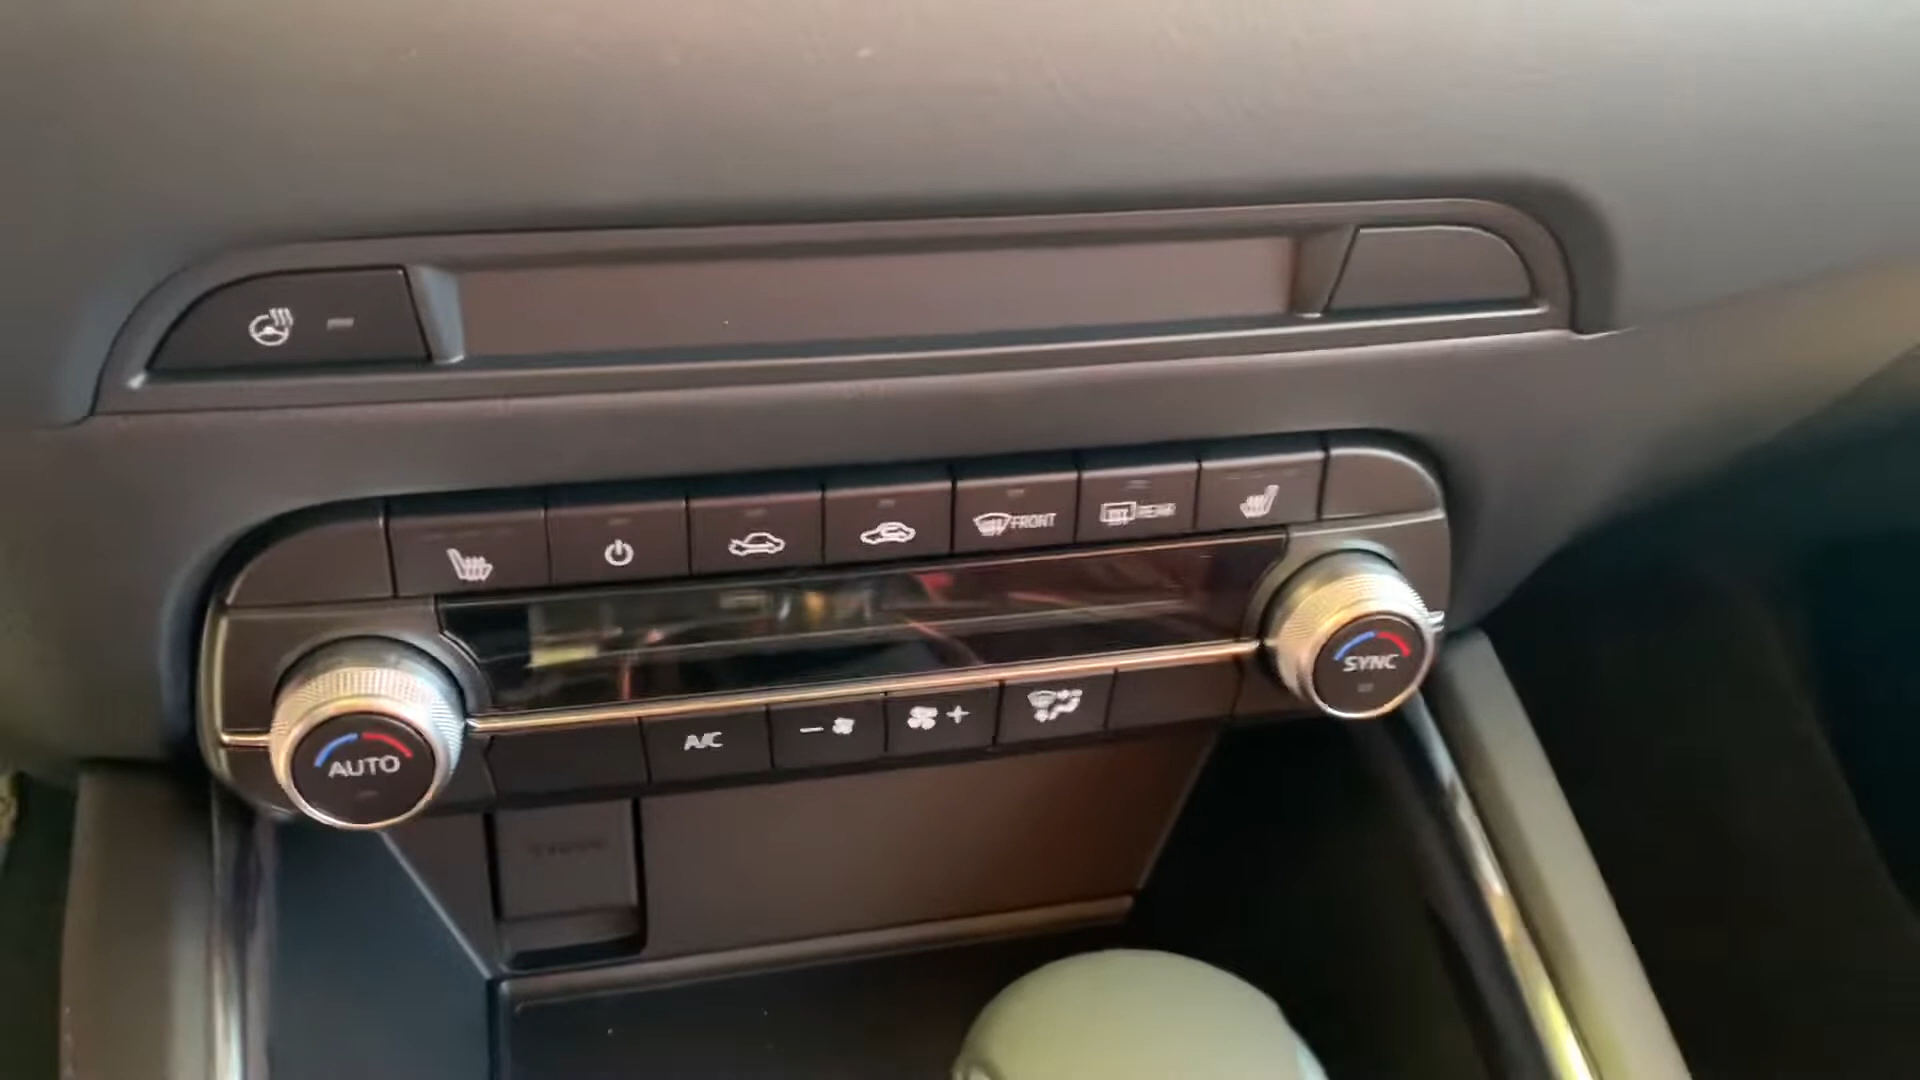 FRONT
REAR
SYNC
AUTO
A/C
- 
+